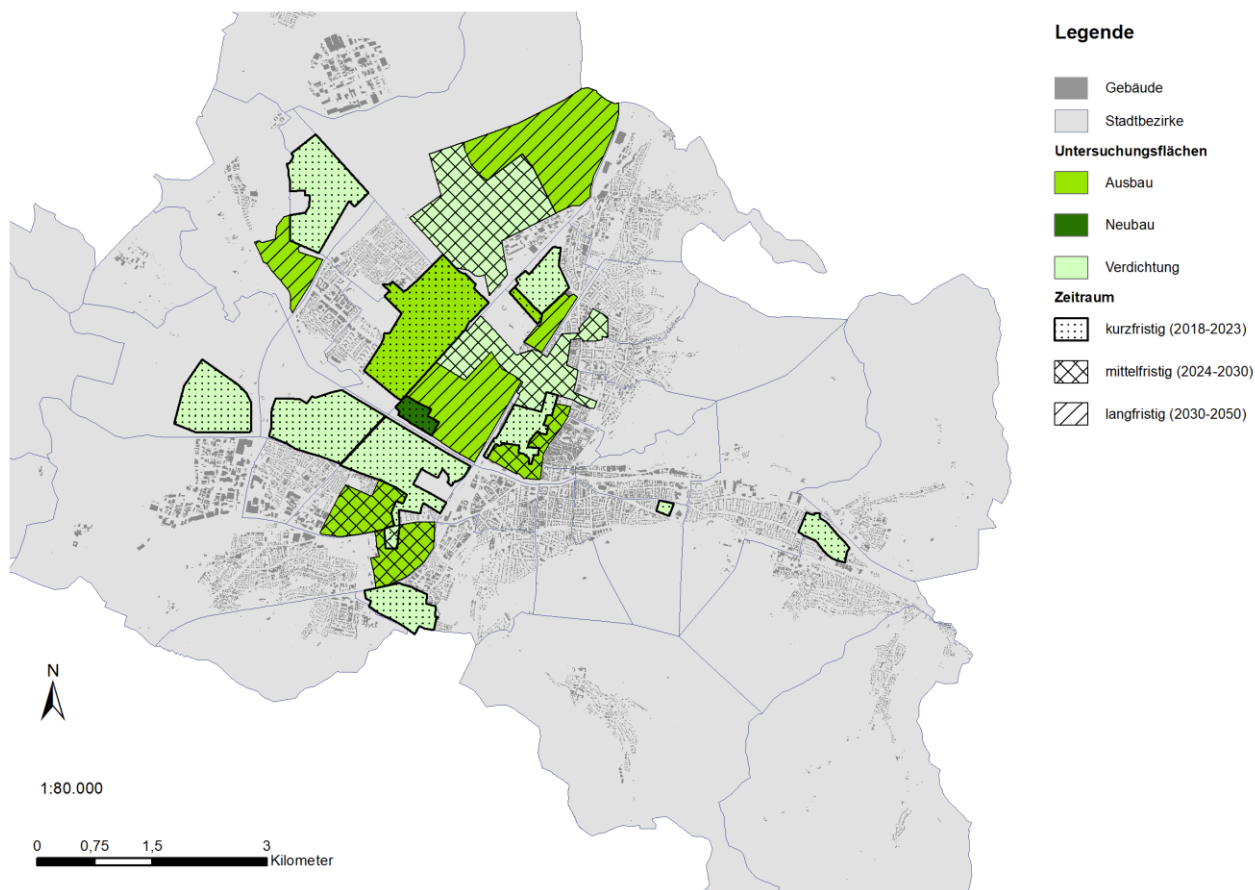 Legende
Gebäude
Stadtbezirke
Untersuchungsflächen
Ausbau
Neubau
Verdichtung
Zeitraum
kurzfristig (2018-2023)
mittelfristig (2024-2030)
langfristig (2030-2050)
N
1:80.000
0 0,75 1,5 3
Kilometer